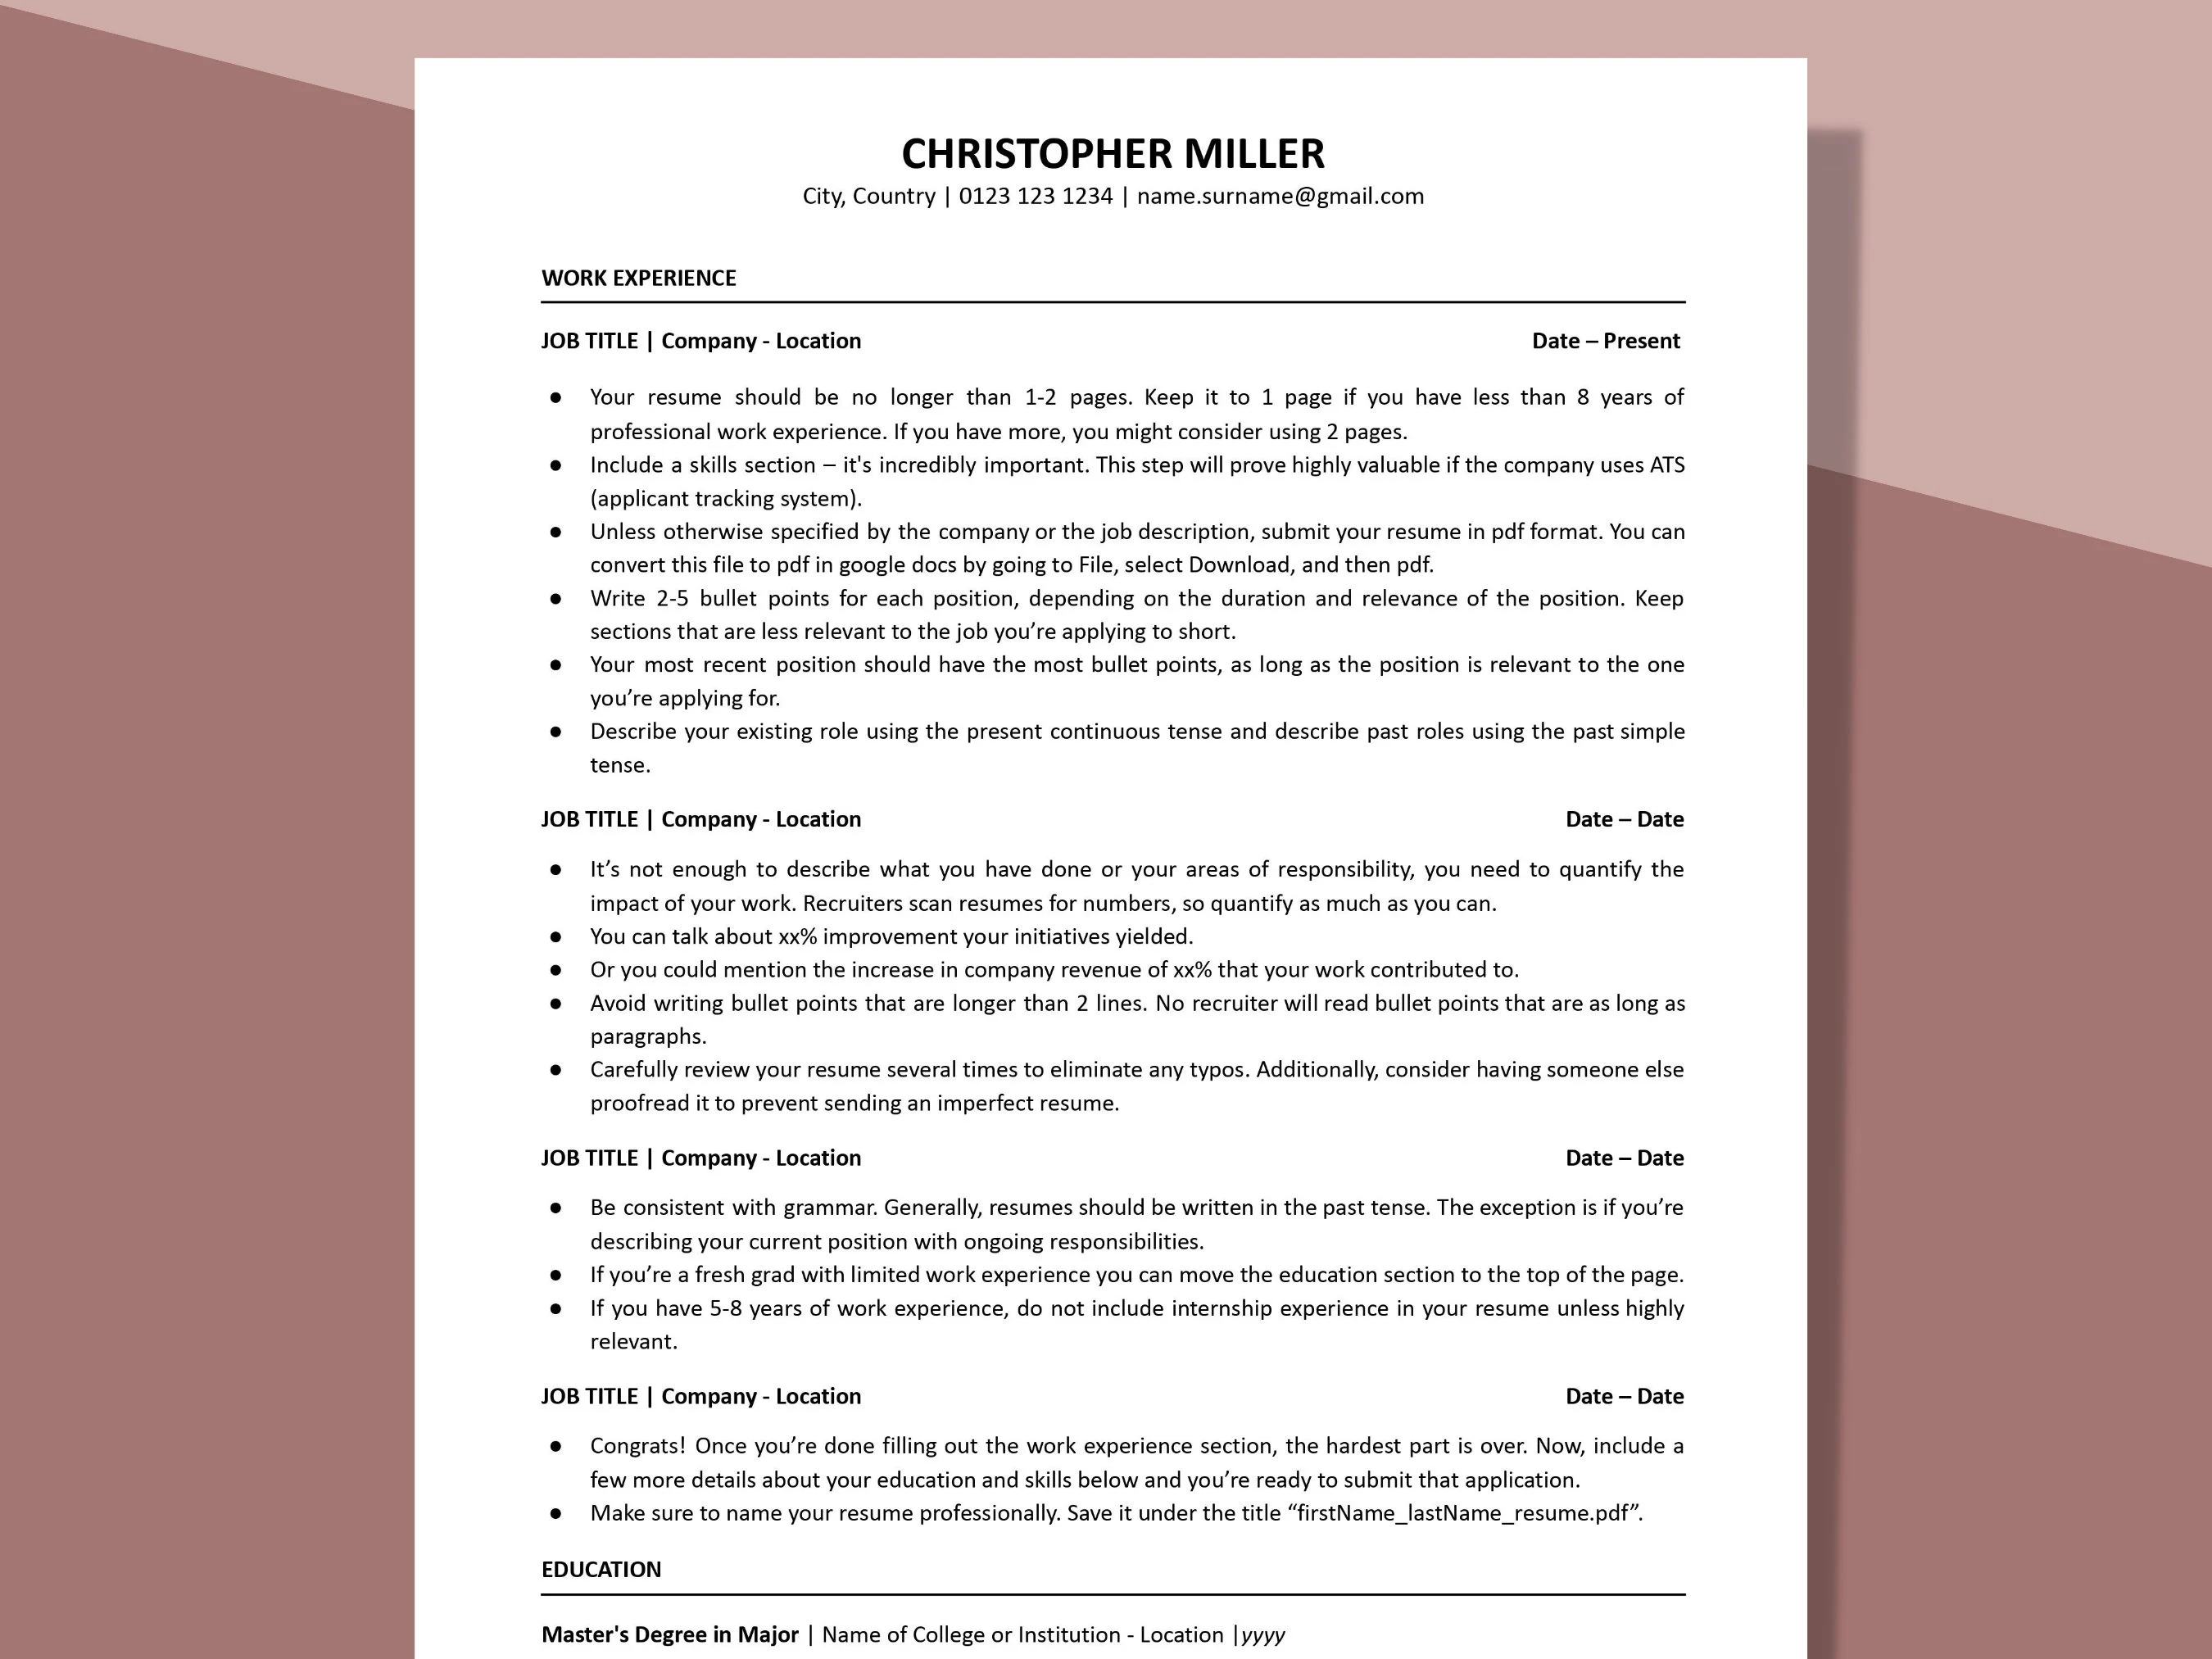 CHRISTOPHER MILLER
City, Country | 0123 123 1234 | name.surname@gmail.com
WORK EXPERIENCE
JOB TITLE | Company - Location Date – Present
● Your resume should be no longer than 1-2 pages. Keep it to 1 page if you have less than 8 years of
professional work experience. If you have more, you might consider using 2 pages.
● Include a skills section – it's incredibly important. This step will prove highly valuable if the company uses ATS
(applicant tracking system).
● Unless otherwise specified by the company or the job description, submit your resume in pdf format. You can
convert this file to pdf in google docs by going to File, select Download, and then pdf.
● Write 2-5 bullet points for each position, depending on the duration and relevance of the position. Keep
sections that are less relevant to the job you’re applying to short.
● Your most recent position should have the most bullet points, as long as the position is relevant to the one
you’re applying for.
● Describe your existing role using the present continuous tense and describe past roles using the past simple
tense.
JOB TITLE | Company - Location Date – Date
● It’s not enough to describe what you have done or your areas of responsibility, you need to quantify the
impact of your work. Recruiters scan resumes for numbers, so quantify as much as you can.
● You can talk about xx% improvement your initiatives yielded.
● Or you could mention the increase in company revenue of xx% that your work contributed to.
● Avoid writing bullet points that are longer than 2 lines. No recruiter will read bullet points that are as long as
paragraphs.
● Carefully review your resume several times to eliminate any typos. Additionally, consider having someone else
proofread it to prevent sending an imperfect resume.
JOB TITLE | Company - Location Date – Date
● Be consistent with grammar. Generally, resumes should be written in the past tense. The exception is if you’re
describing your current position with ongoing responsibilities.
● If you’re a fresh grad with limited work experience you can move the education section to the top of the page.
● If you have 5-8 years of work experience, do not include internship experience in your resume unless highly
relevant.
JOB TITLE | Company - Location Date – Date
● Congrats! Once you’re done filling out the work experience section, the hardest part is over. Now, include a
few more details about your education and skills below and you’re ready to submit that application.
● Make sure to name your resume professionally. Save it under the title “firstName_lastName_resume.pdf”.
EDUCATION
Master's Degree in Major | Name of College or Institution - Location |yyyy